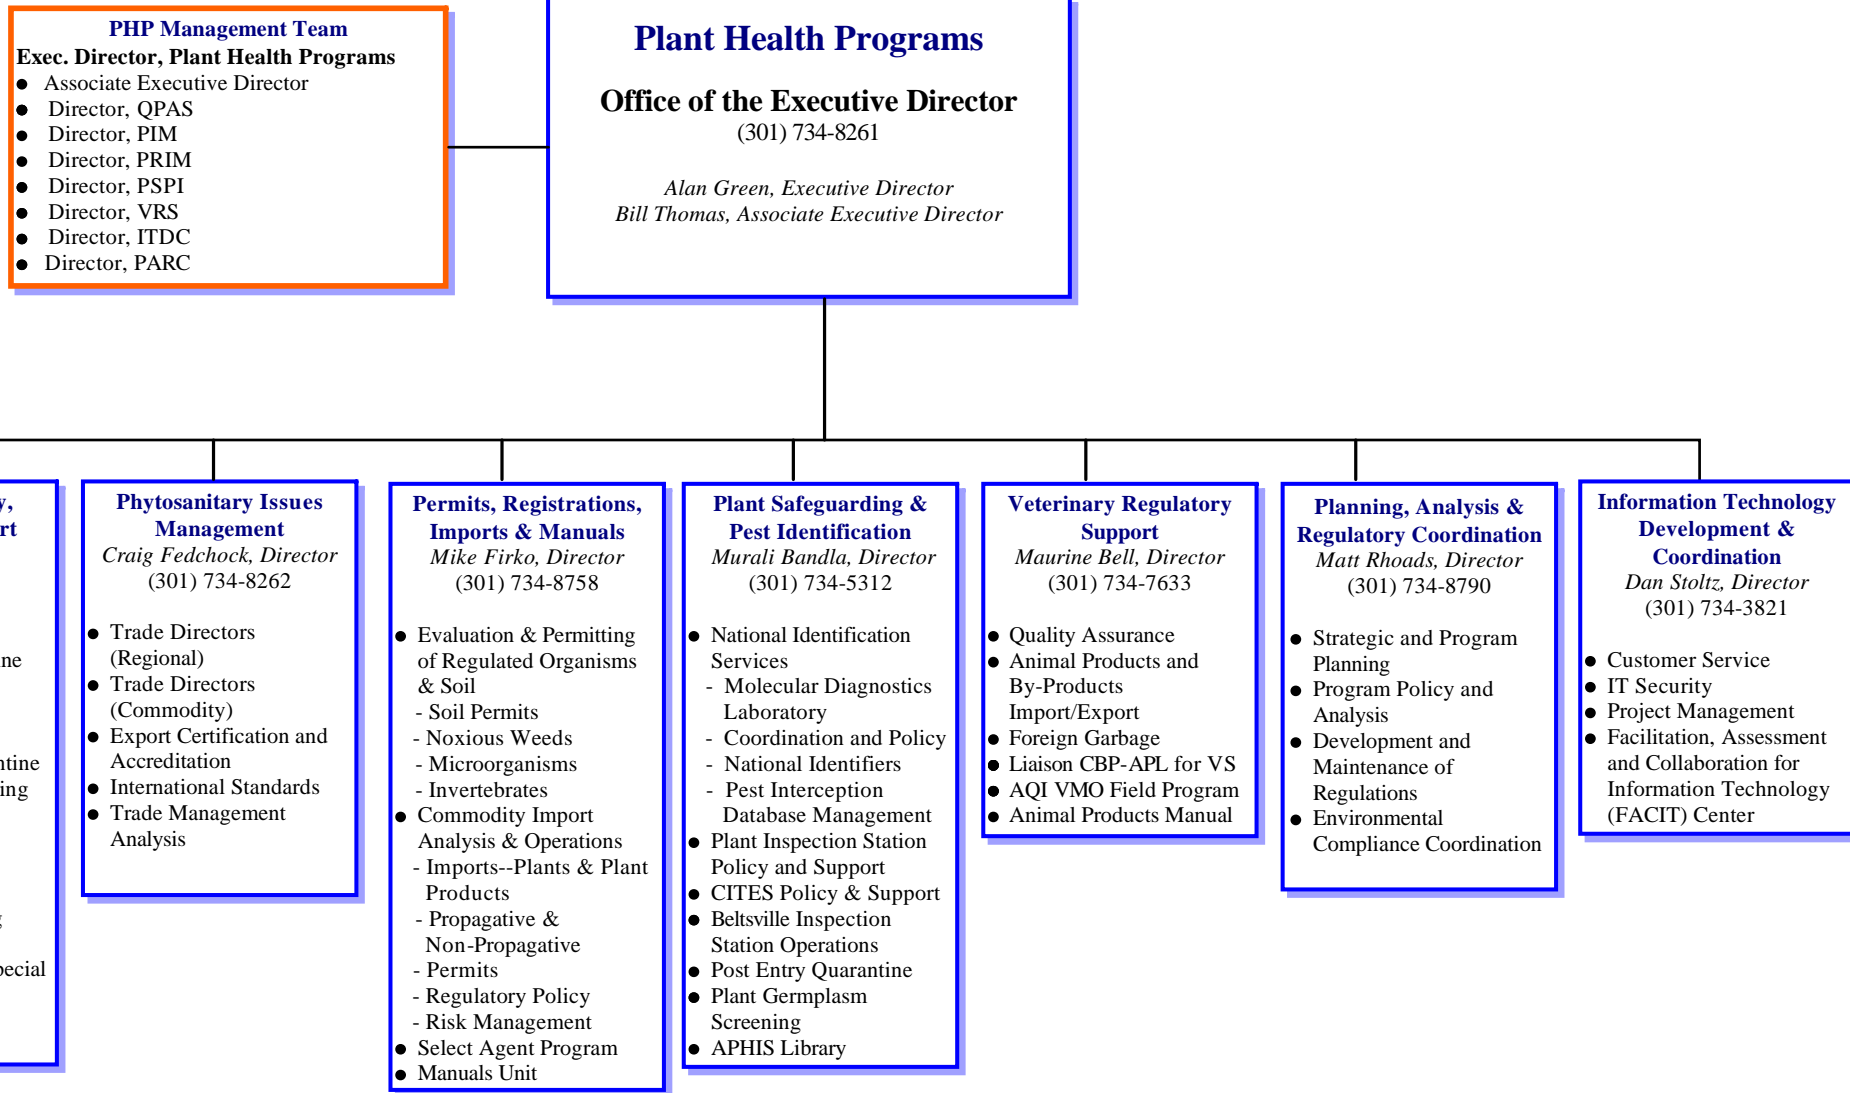 PHP Management Team
Exec. Director, Plant Health Programs
● Associate Executive Director
● Director, QPAS
● Director, PIM
● Director, PRIM
● Director, PSPI
● Director, VRS
● Director, ITDC
● Director, PARC
Plant Health Programs
Office of the Executive Director
(301) 734-8261
Alan Green, Executive Director
Bill Thomas, Associate Executive Director
Phytosanitary Issues
Management
Craig Fedchock, Director
(301) 734-8262
● Trade Directors
(Regional)
● Trade Directors
(Commodity)
● Export Certification and
Accreditation
● International Standards
● Trade Management
Analysis
Permits, Registrations,
Imports & Manuals
Mike Firko, Director
(301) 734-8758
● Evaluation & Permitting
of Regulated Organisms
& Soil
- Soil Permits
- Noxious Weeds
- Microorganisms
- Invertebrates
● Commodity Import
Analysis & Operations
- Imports--Plants & Plant
Products
- Propagative &
Non-Propagative
- Permits
- Regulatory Policy
- Risk Management
● Select Agent Program
● Manuals Unit
Plant Safeguarding &
Pest Identification
Murali Bandla, Director
(301) 734-5312
● National Identification
Services
- Molecular Diagnostics
Laboratory
- Coordination and Policy
- National Identifiers
- Pest Interception
Database Management
● Plant Inspection Station
Policy and Support
● CITES Policy & Support
● Beltsville Inspection
Station Operations
● Post Entry Quarantine
● Plant Germplasm
Screening
● APHIS Library
Veterinary Regulatory
Support
Maurine Bell, Director
(301) 734-7633
● Quality Assurance
● Animal Products and
By-Products
Import/Export
● Foreign Garbage
● Liaison CBP-APL for VS
● AQI VMO Field Program
● Animal Products Manual
Planning, Analysis &
Regulatory Coordination
Matt Rhoads, Director
(301) 734-8790
● Strategic and Program
Planning
● Program Policy and
Analysis
● Development and
Maintenance of
Regulations
● Environmental
Compliance Coordination
Information Technology
Development &
Coordination
Dan Stoltz, Director
(301) 734-3821
● Customer Service
● IT Security
● Project Management
● Facilitation, Assessment
and Collaboration for
Information Technology
(FACIT) Center